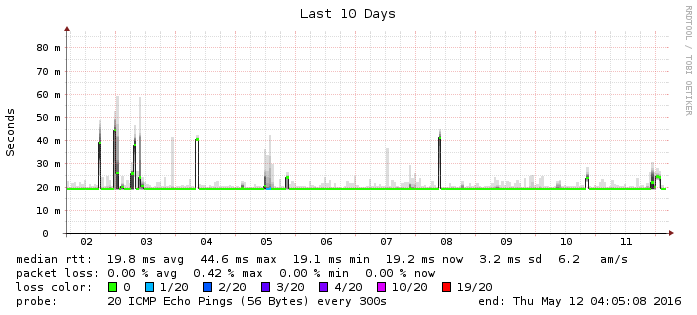 Last 10 Days
RRDTOOL / TOBI OETIKER
Seconds
80 m
70 m
60 m
50 m
40 m
30 m
20 m
10 m
0
02 03 04 05 06 07 08 09 10 11
median rtt: 19.8 ms avg 44.6 ms max 19.1 ms min 19.2 ms now 3.2 ms sd 6.2 am/s
packet loss: 0.00 % avg 0.42 % max 0.00 % min 0.00 % now
loss color: 0 1/20 2/20 3/20 4/20 10/20 19/20
probe: 20 ICMP Echo Pings (56 Bytes) every 300s end: Thu May 12 04:05:08 2016